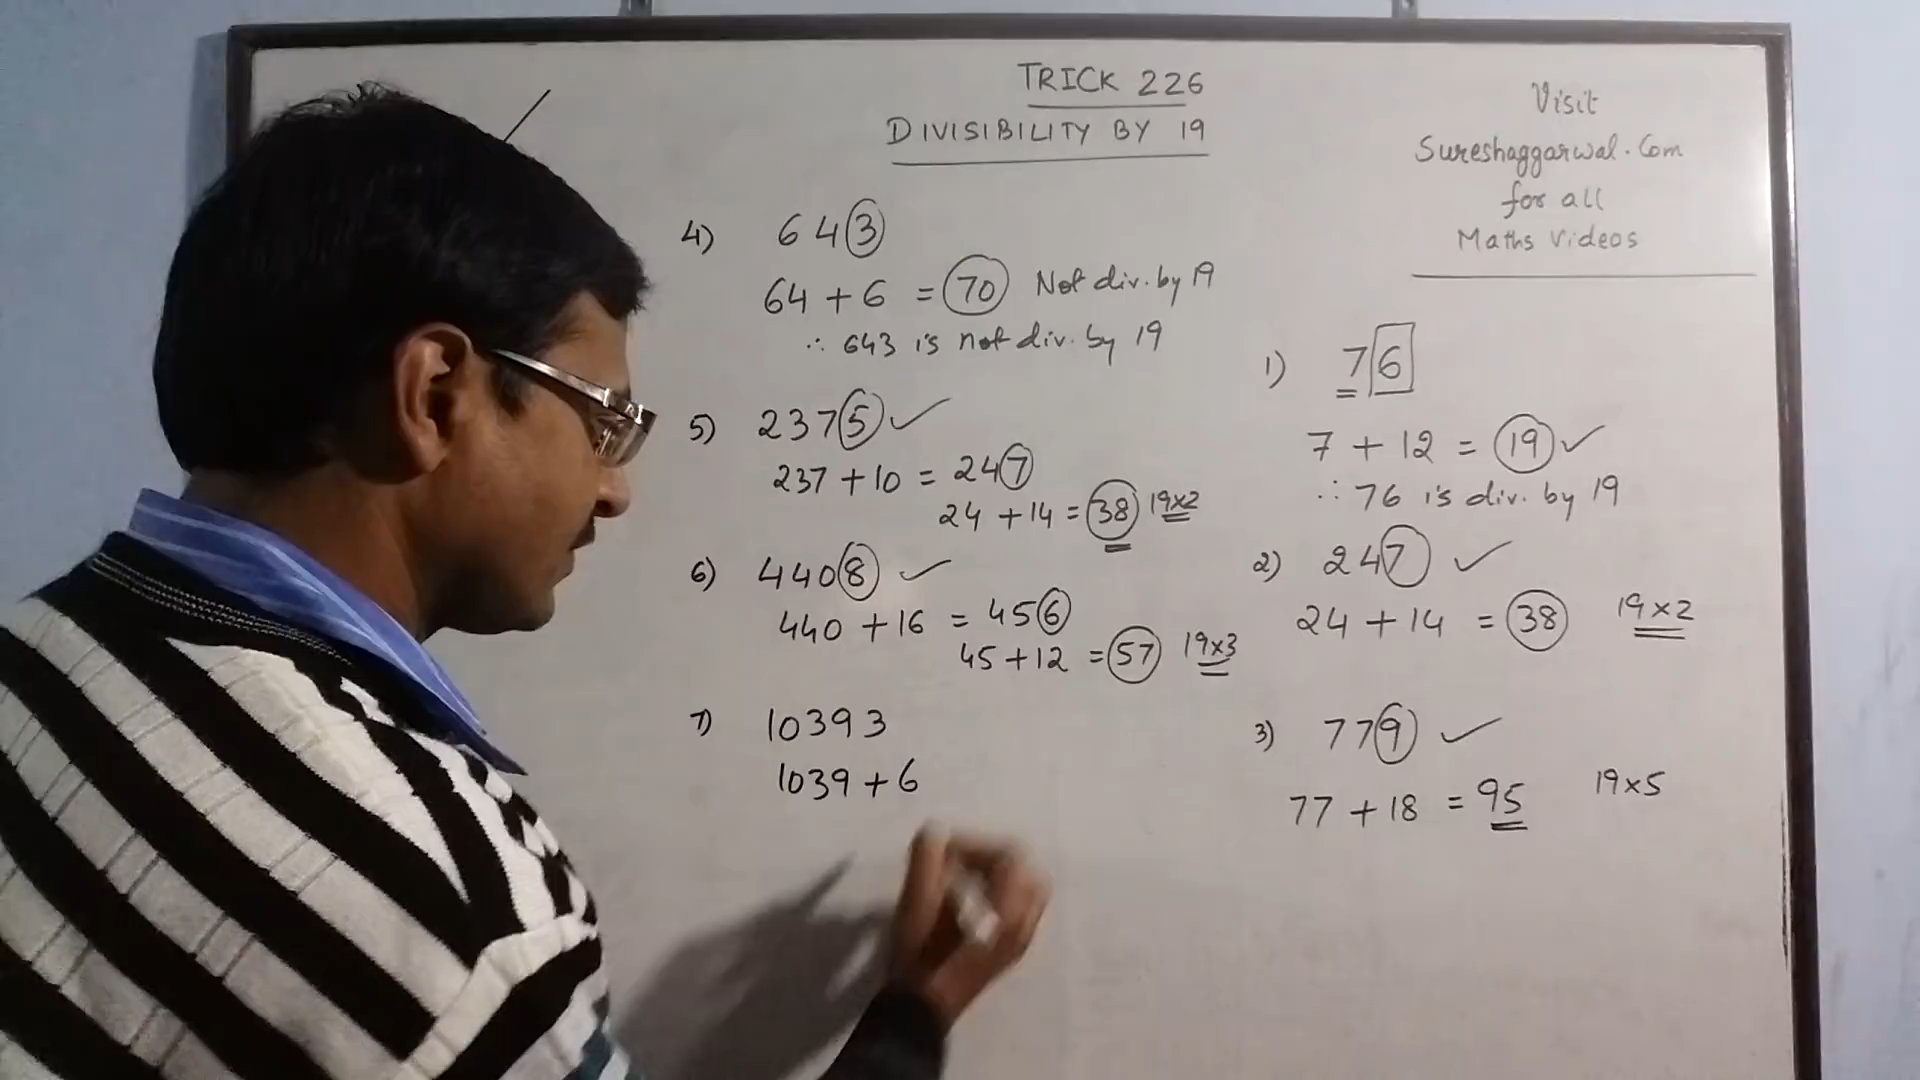 TRICK 226
DIVISIBILITY BY 19
Visit
Sureshaggarwal.Com
for all
Maths Videos
4) 643
64 + 6 = 70 Not div. by 19
∴ 643 is not div. by 19
5) 2375 ✓
237 + 10 = 247
24 + 14 = 38 19×2
6) 4408 ✓
440 + 16 = 456
45 + 12 = 57 19×3
7) 10393
1039 + 6
1) 76
7 + 12 = 19 ✓
∴ 76 is div. by 19
2) 247 ✓
24 + 14 = 38 19×2
3) 779 ✓
77 + 18 = 95 19×5